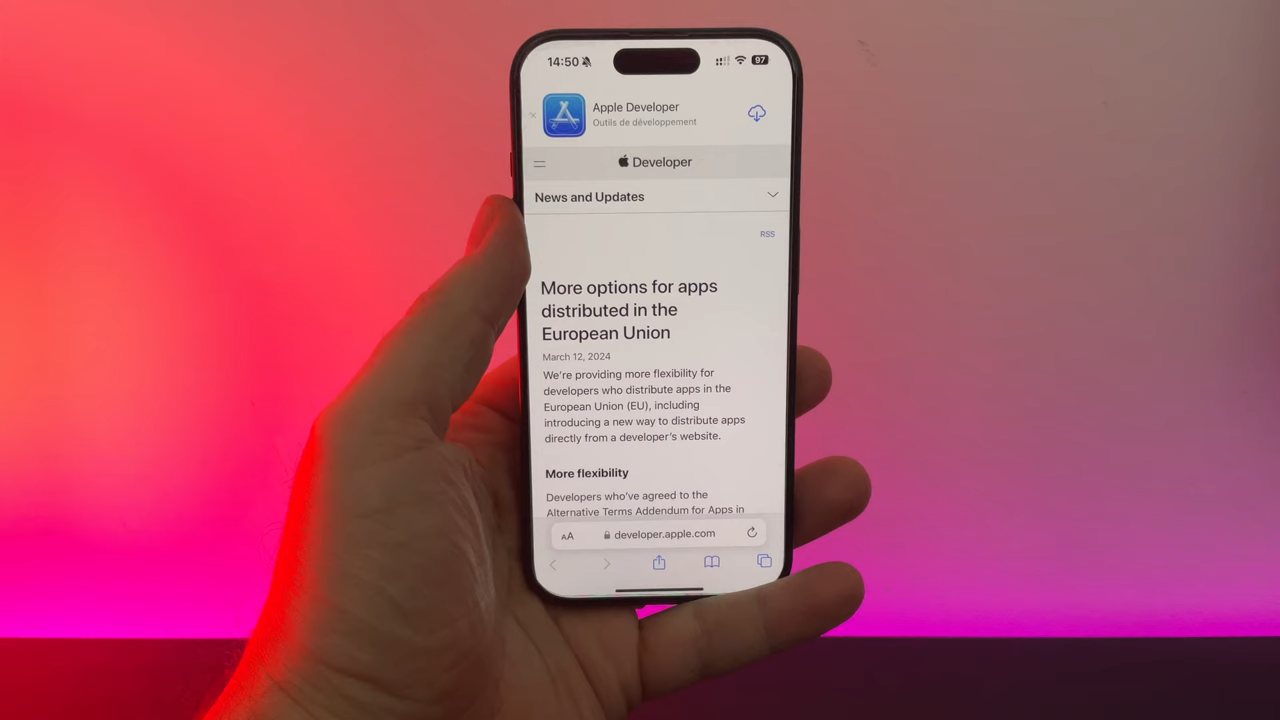 14:50
97
Apple Developer
Outils de développement
Developer
News and Updates
RSS
More options for apps
distributed in the
European Union
March 12, 2024
We're providing more flexibility for
developers who distribute apps in the
European Union (EU), including
introducing a new way to distribute apps
directly from a developer's website.
More flexibility
Developers who've agreed to the
Alternative Terms Addendum for Apps in
AA
developer.apple.com